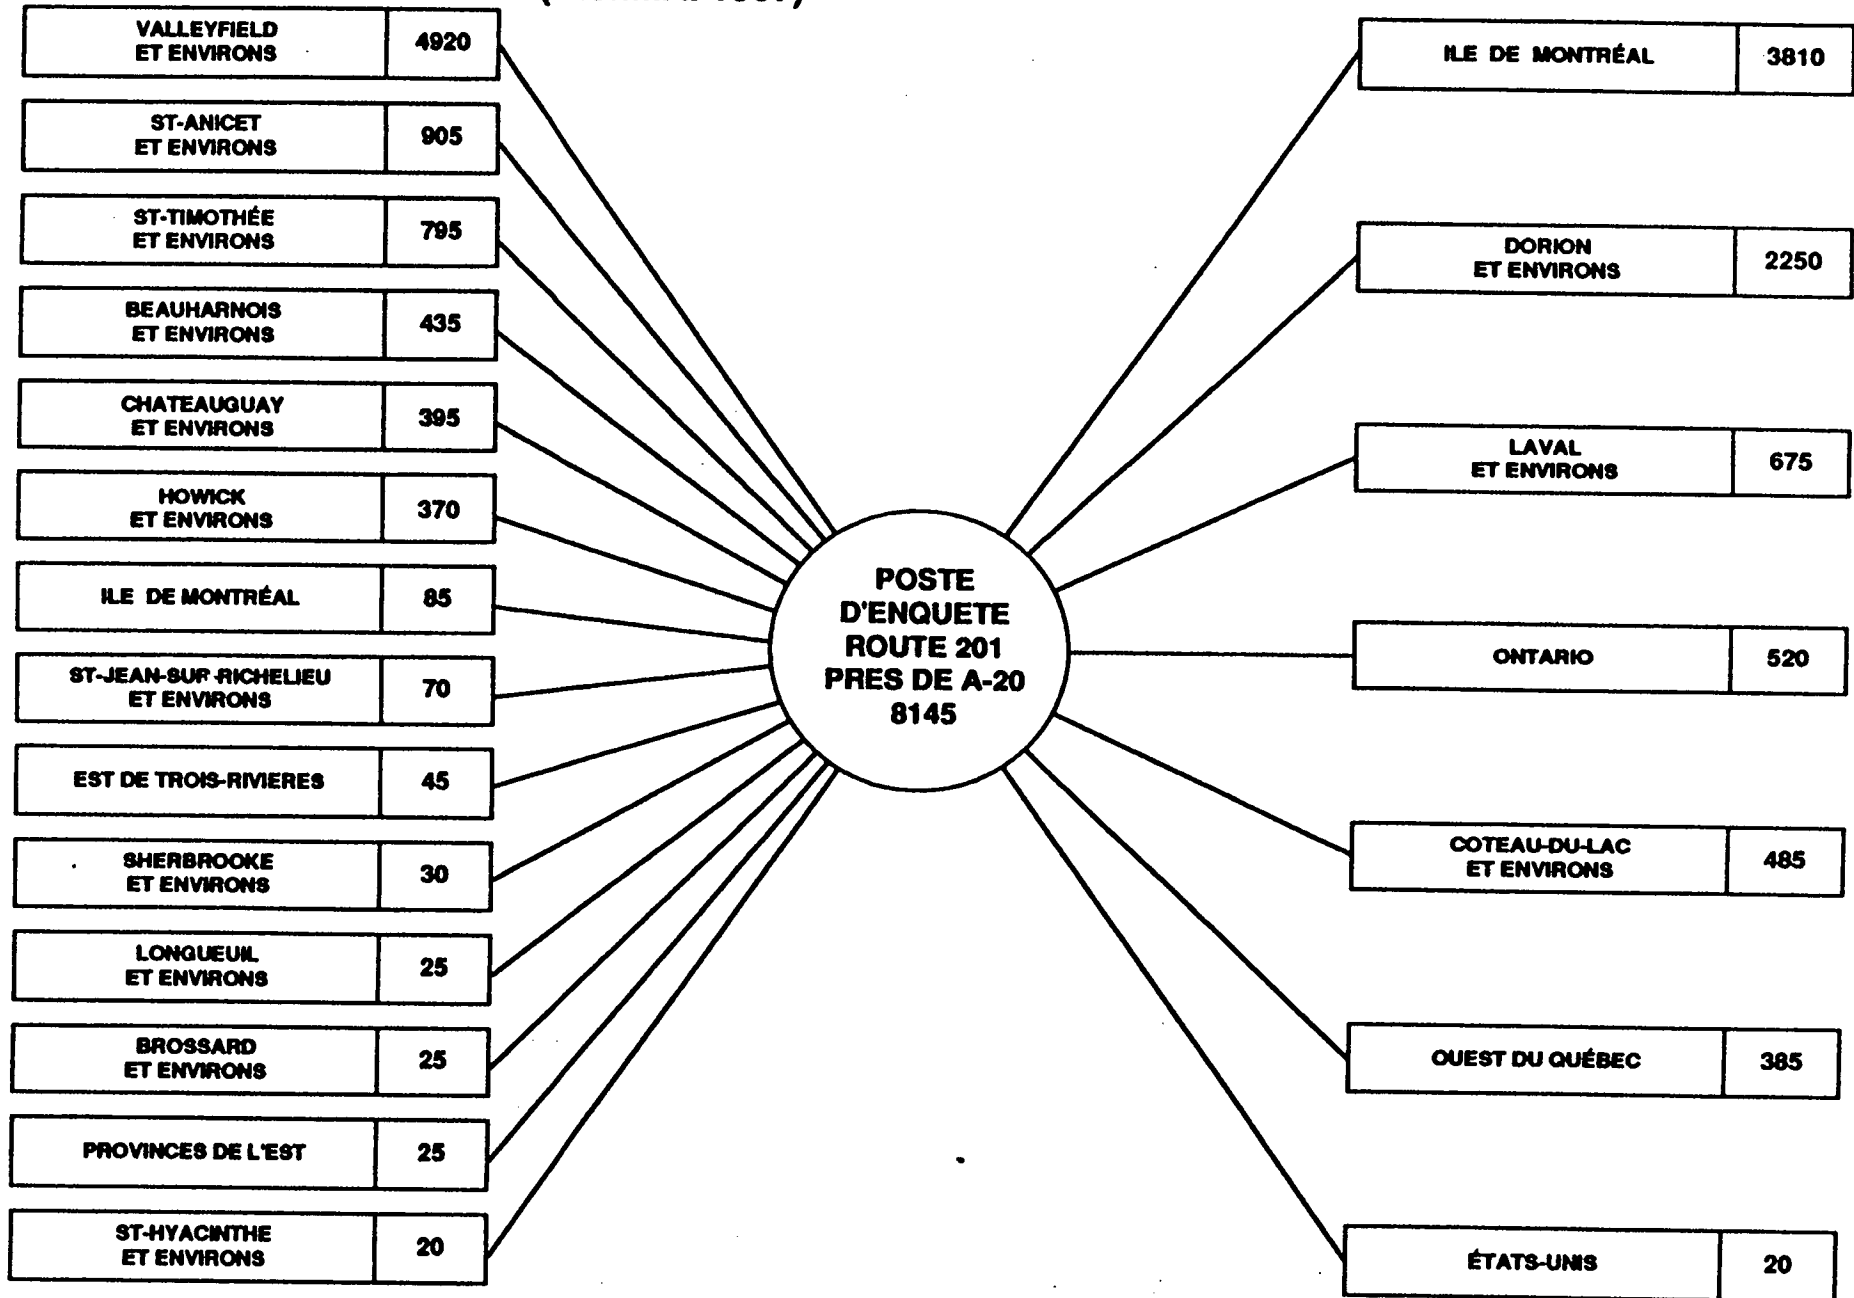 VALLEYFIELD
ET ENVIRONS
4920
ST-ANICET
ET ENVIRONS
905
ST-TIMOTHÉE
ET ENVIRONS
795
BEAUHARNOIS
ET ENVIRONS
435
CHATEAUGUAY
ET ENVIRONS
395
HOWICK
ET ENVIRONS
370
ILE DE MONTRÉAL
85
ST-JEAN-SUR-RICHELIEU
ET ENVIRONS
70
EST DE TROIS-RIVIERES
45
SHERBROOKE
ET ENVIRONS
30
LONGUEUIL
ET ENVIRONS
25
BROSSARD
ET ENVIRONS
25
PROVINCES DE L'EST
25
ST-HYACINTHE
ET ENVIRONS
20
POSTE
D'ENQUETE
ROUTE 201
PRES DE A-20
8145
ILE DE MONTRÉAL
3810
DORION
ET ENVIRONS
2250
LAVAL
ET ENVIRONS
675
ONTARIO
520
COTEAU-DU-LAC
ET ENVIRONS
485
OUEST DU QUÉBEC
385
ÉTATS-UNIS
20